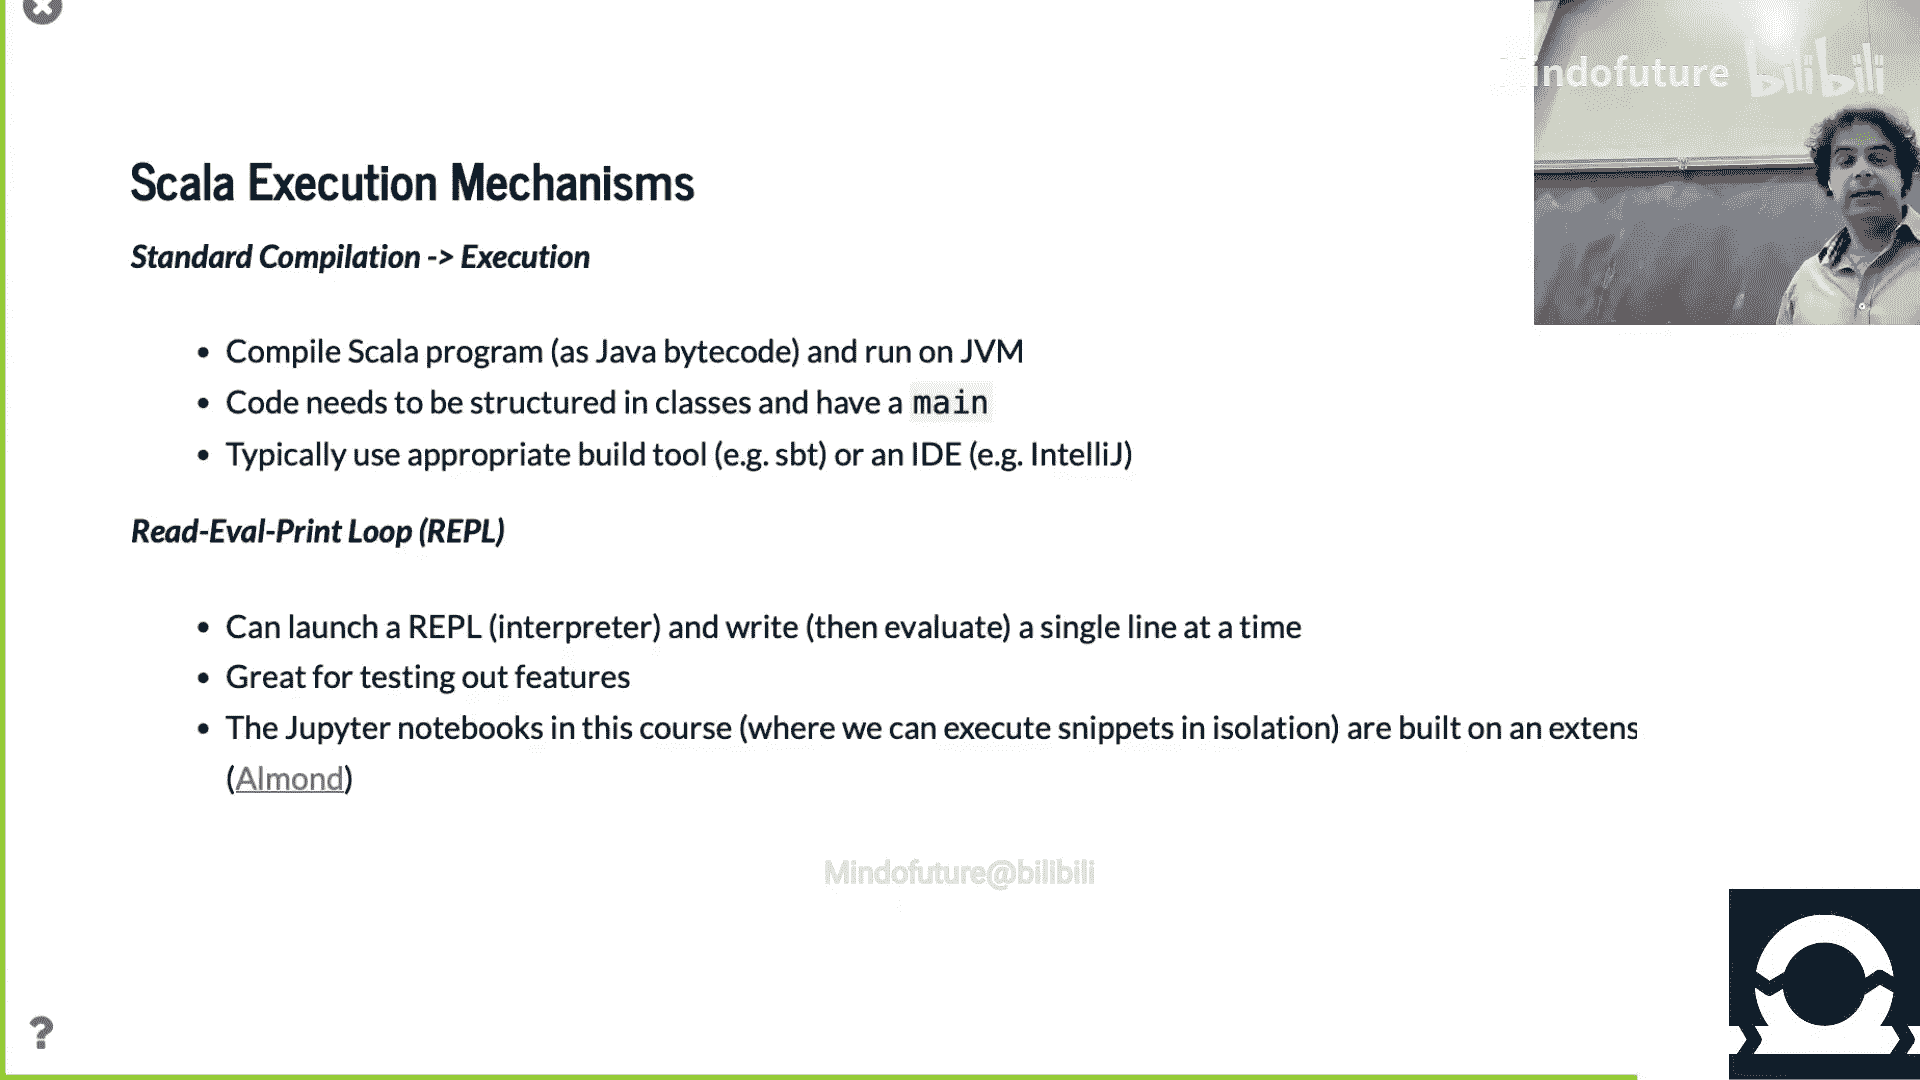 indofuture bilibili
Scala Execution Mechanisms
Standard Compilation -> Execution
• Compile Scala program (as Java bytecode) and run on JVM
• Code needs to be structured in classes and have a main
• Typically use appropriate build tool (e.g. sbt) or an IDE (e.g. IntelliJ)
Read-Eval-Print Loop (REPL)
• Can launch a REPL (interpreter) and write (then evaluate) a single line at a time
• Great for testing out features
• The Jupyter notebooks in this course (where we can execute snippets in isolation) are built on an extens
(Almond)
Mindofuture@bilibili
?